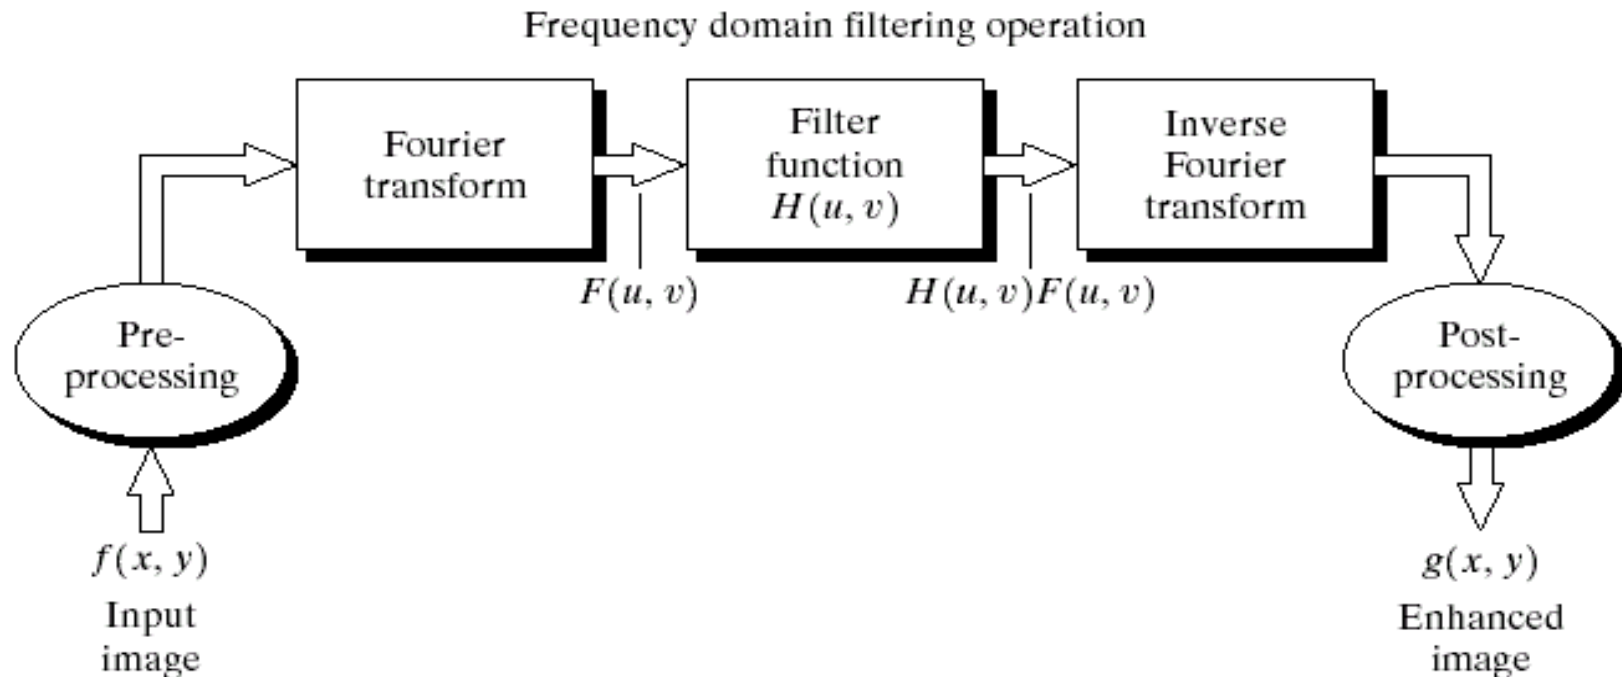 Frequency domain filtering operation
Fourier
transform
Filter
function
H(u, v)
Inverse
Fourier
transform
F(u, v)
H(u, v)F(u, v)
Pre-
processing
Post-
processing
f(x, y)
Input
image
g(x, y)
Enhanced
image